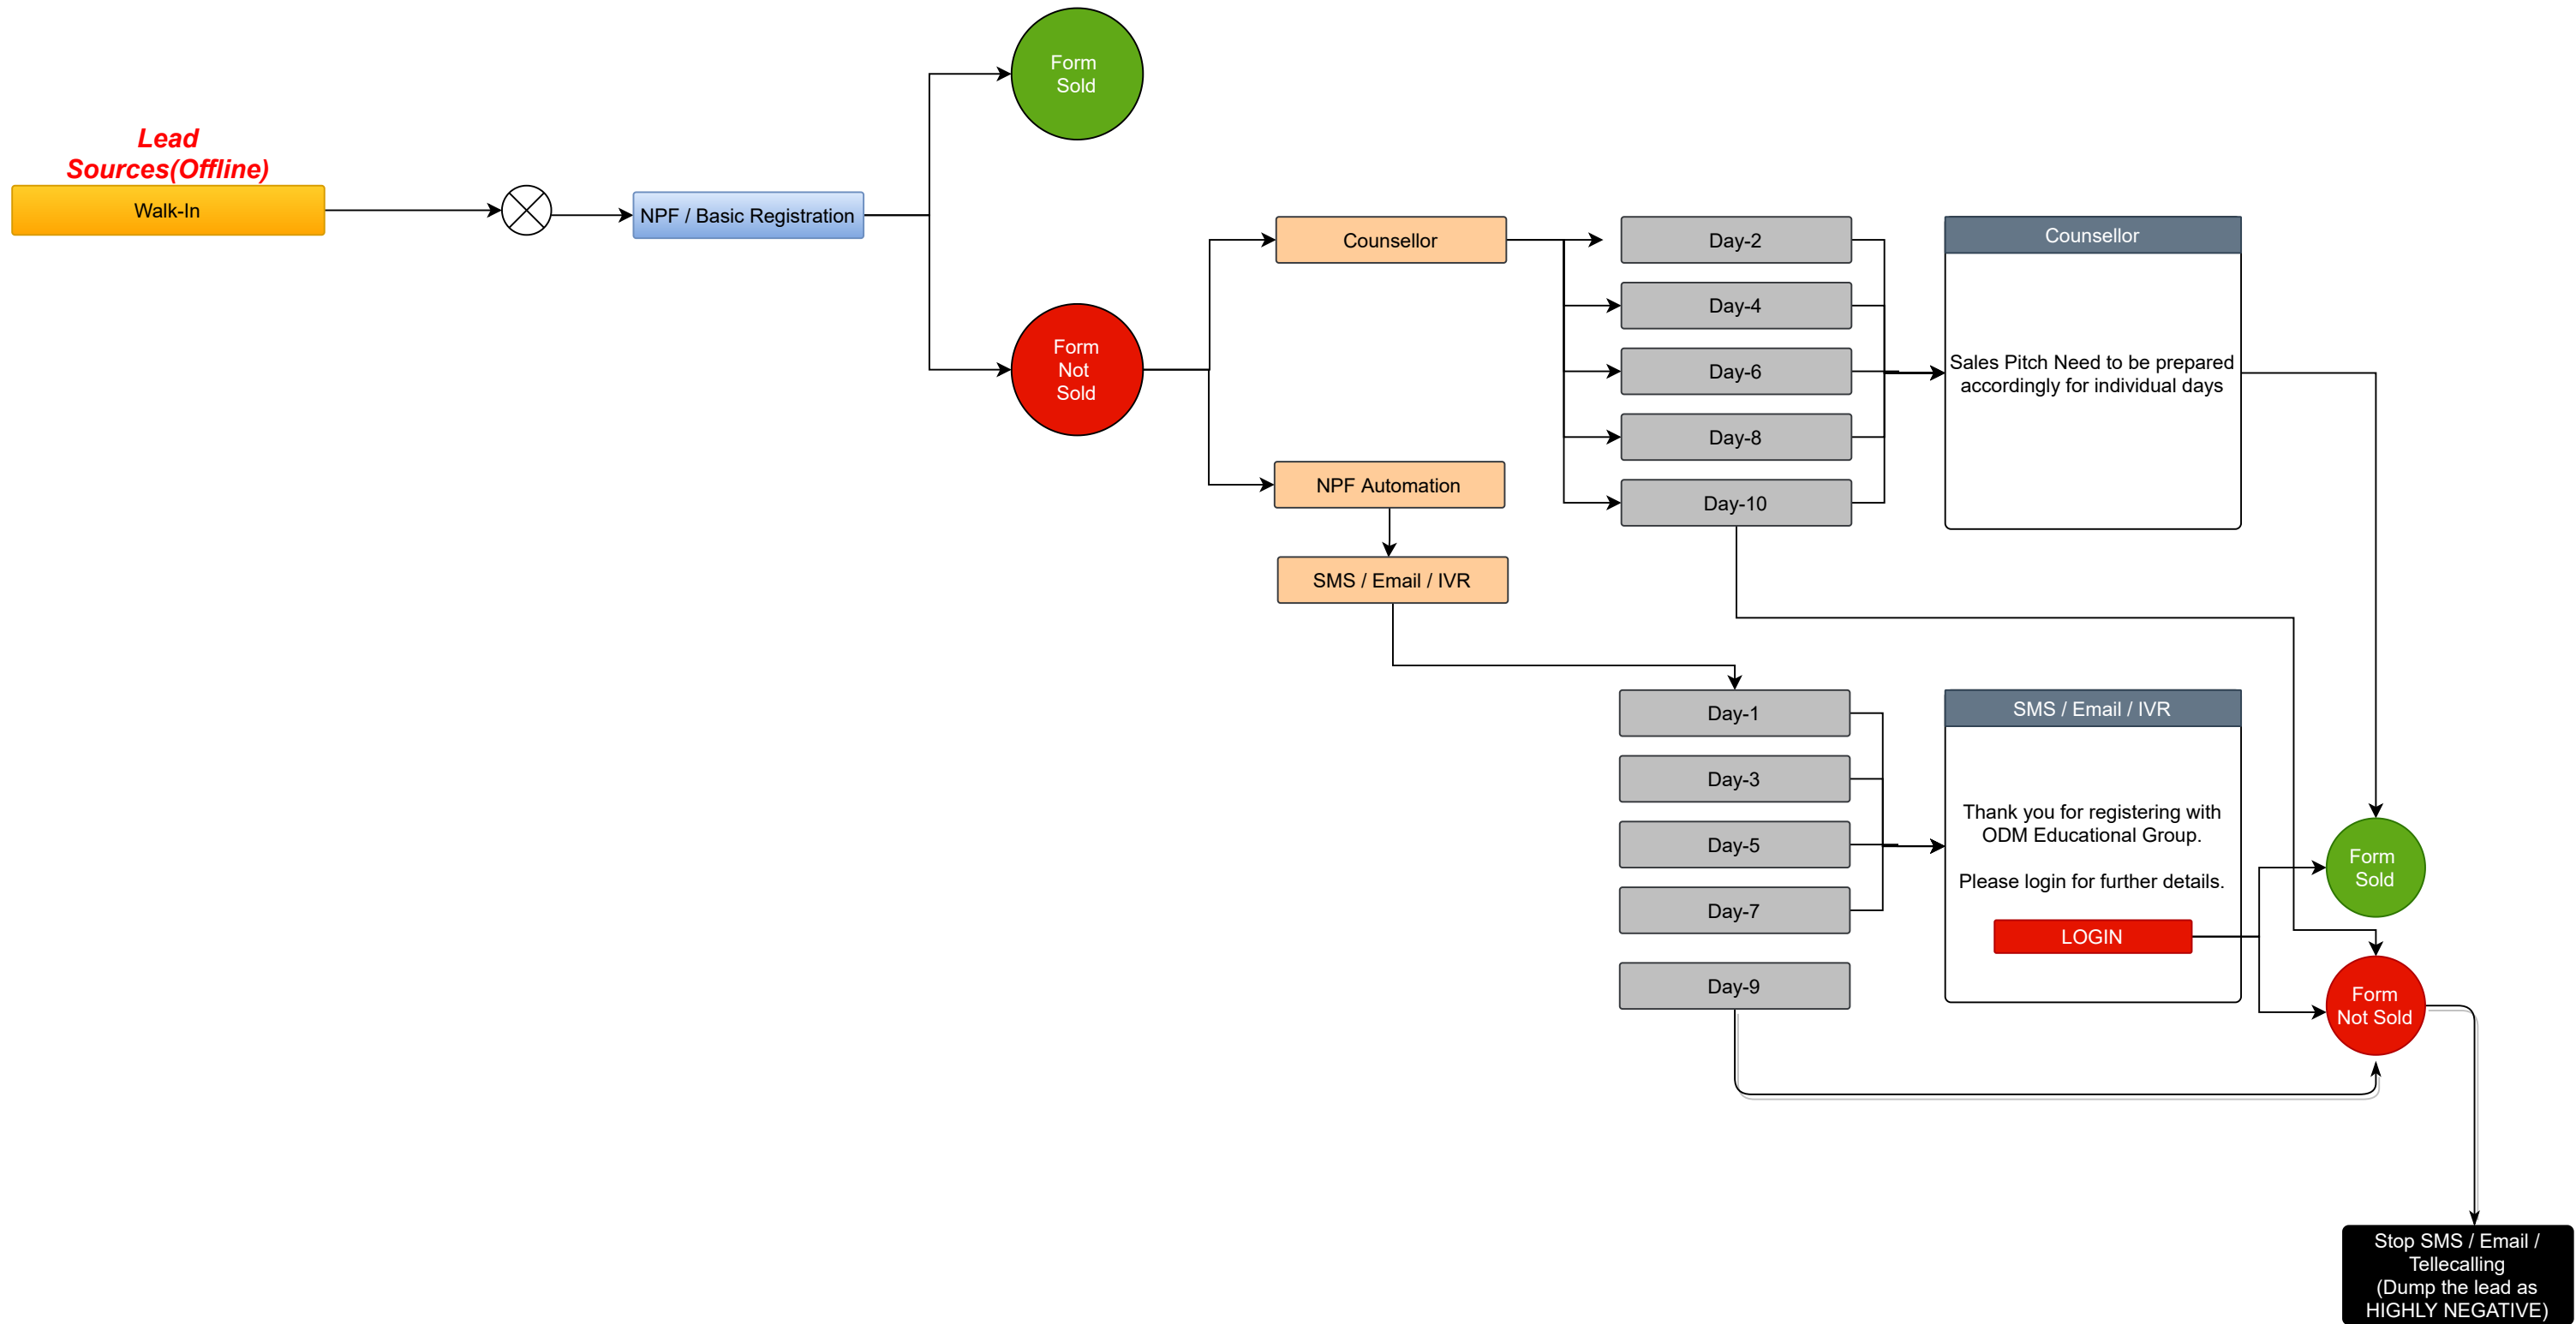 Form
Sold
Lead
Sources(Offline)
Walk-In
NPF / Basic Registration
Form
Not
Sold
Counsellor
NPF Automation
SMS / Email / IVR
Day-2
Day-4
Day-6
Day-8
Day-10
Counsellor
Sales Pitch Need to be prepared
accordingly for individual days
Day-1
Day-3
Day-5
Day-7
Day-9
SMS / Email / IVR
Thank you for registering with
ODM Educational Group.
Please login for further details.
LOGIN
Form
Sold
Form
Not Sold
Stop SMS / Email /
Tellecalling
(Dump the lead as
HIGHLY NEGATIVE)